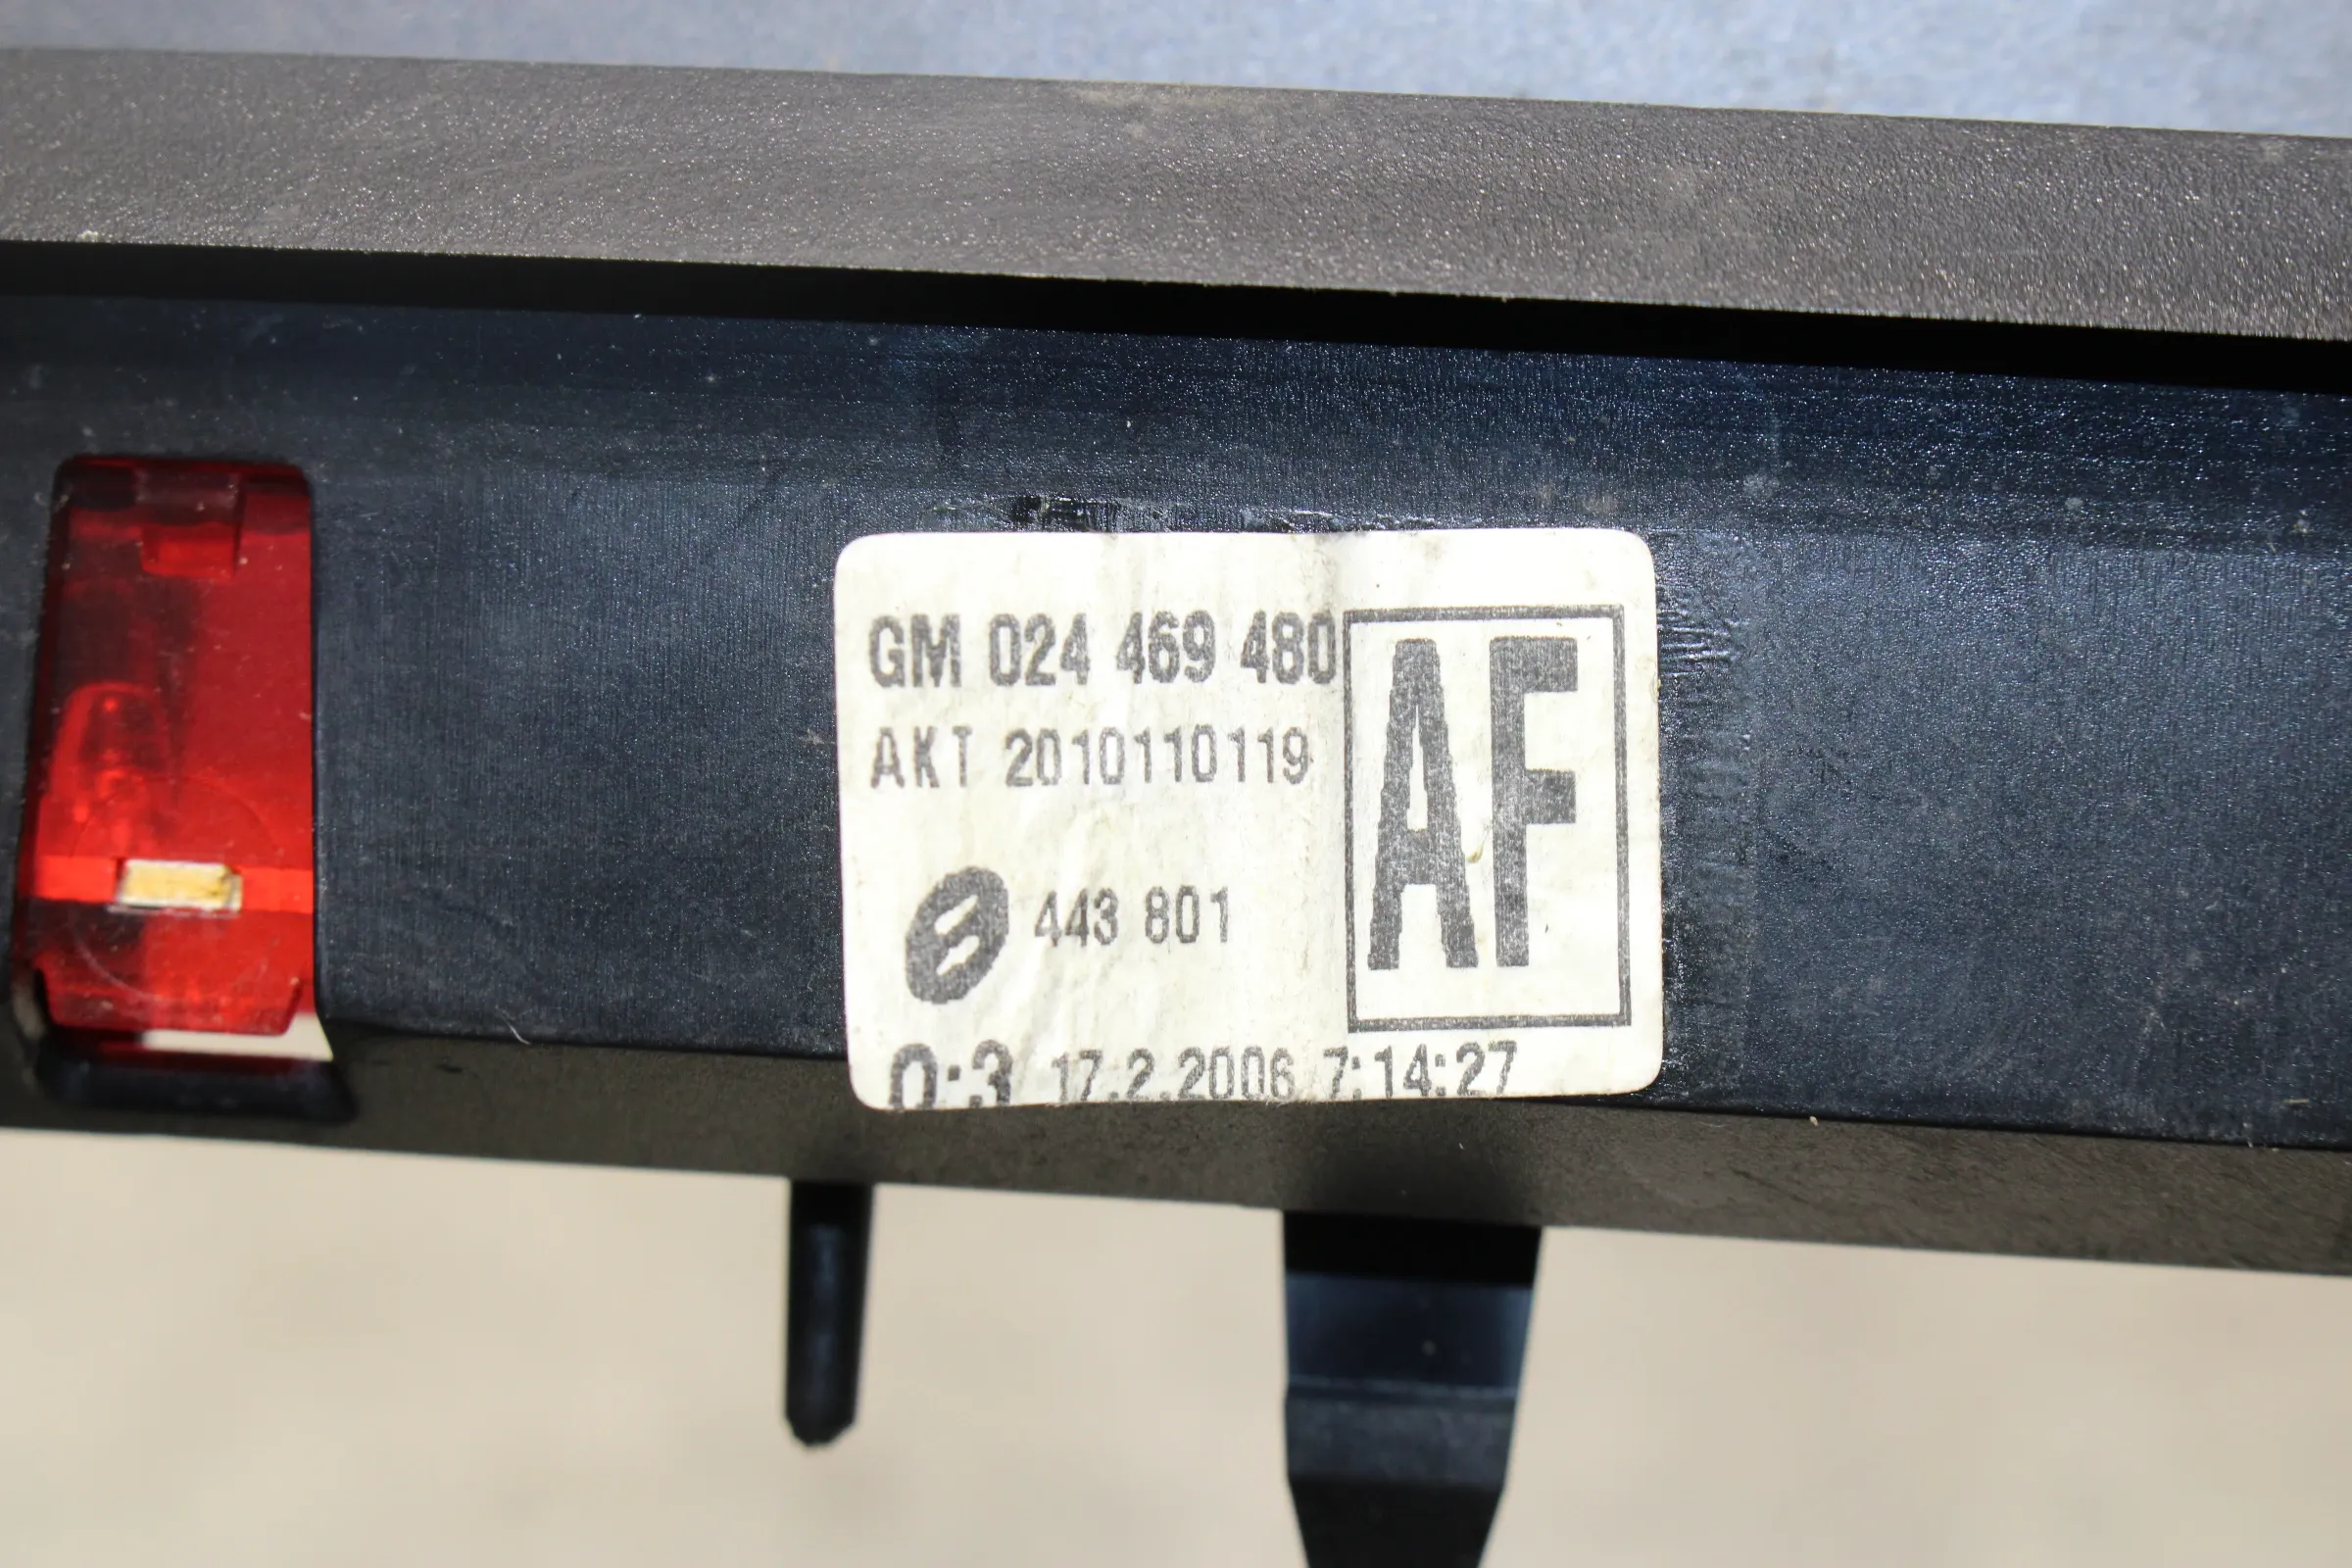 GM 024 469 480
AF
AKT 2010110119
443 801
0:3 17.2.2006 7:14:27